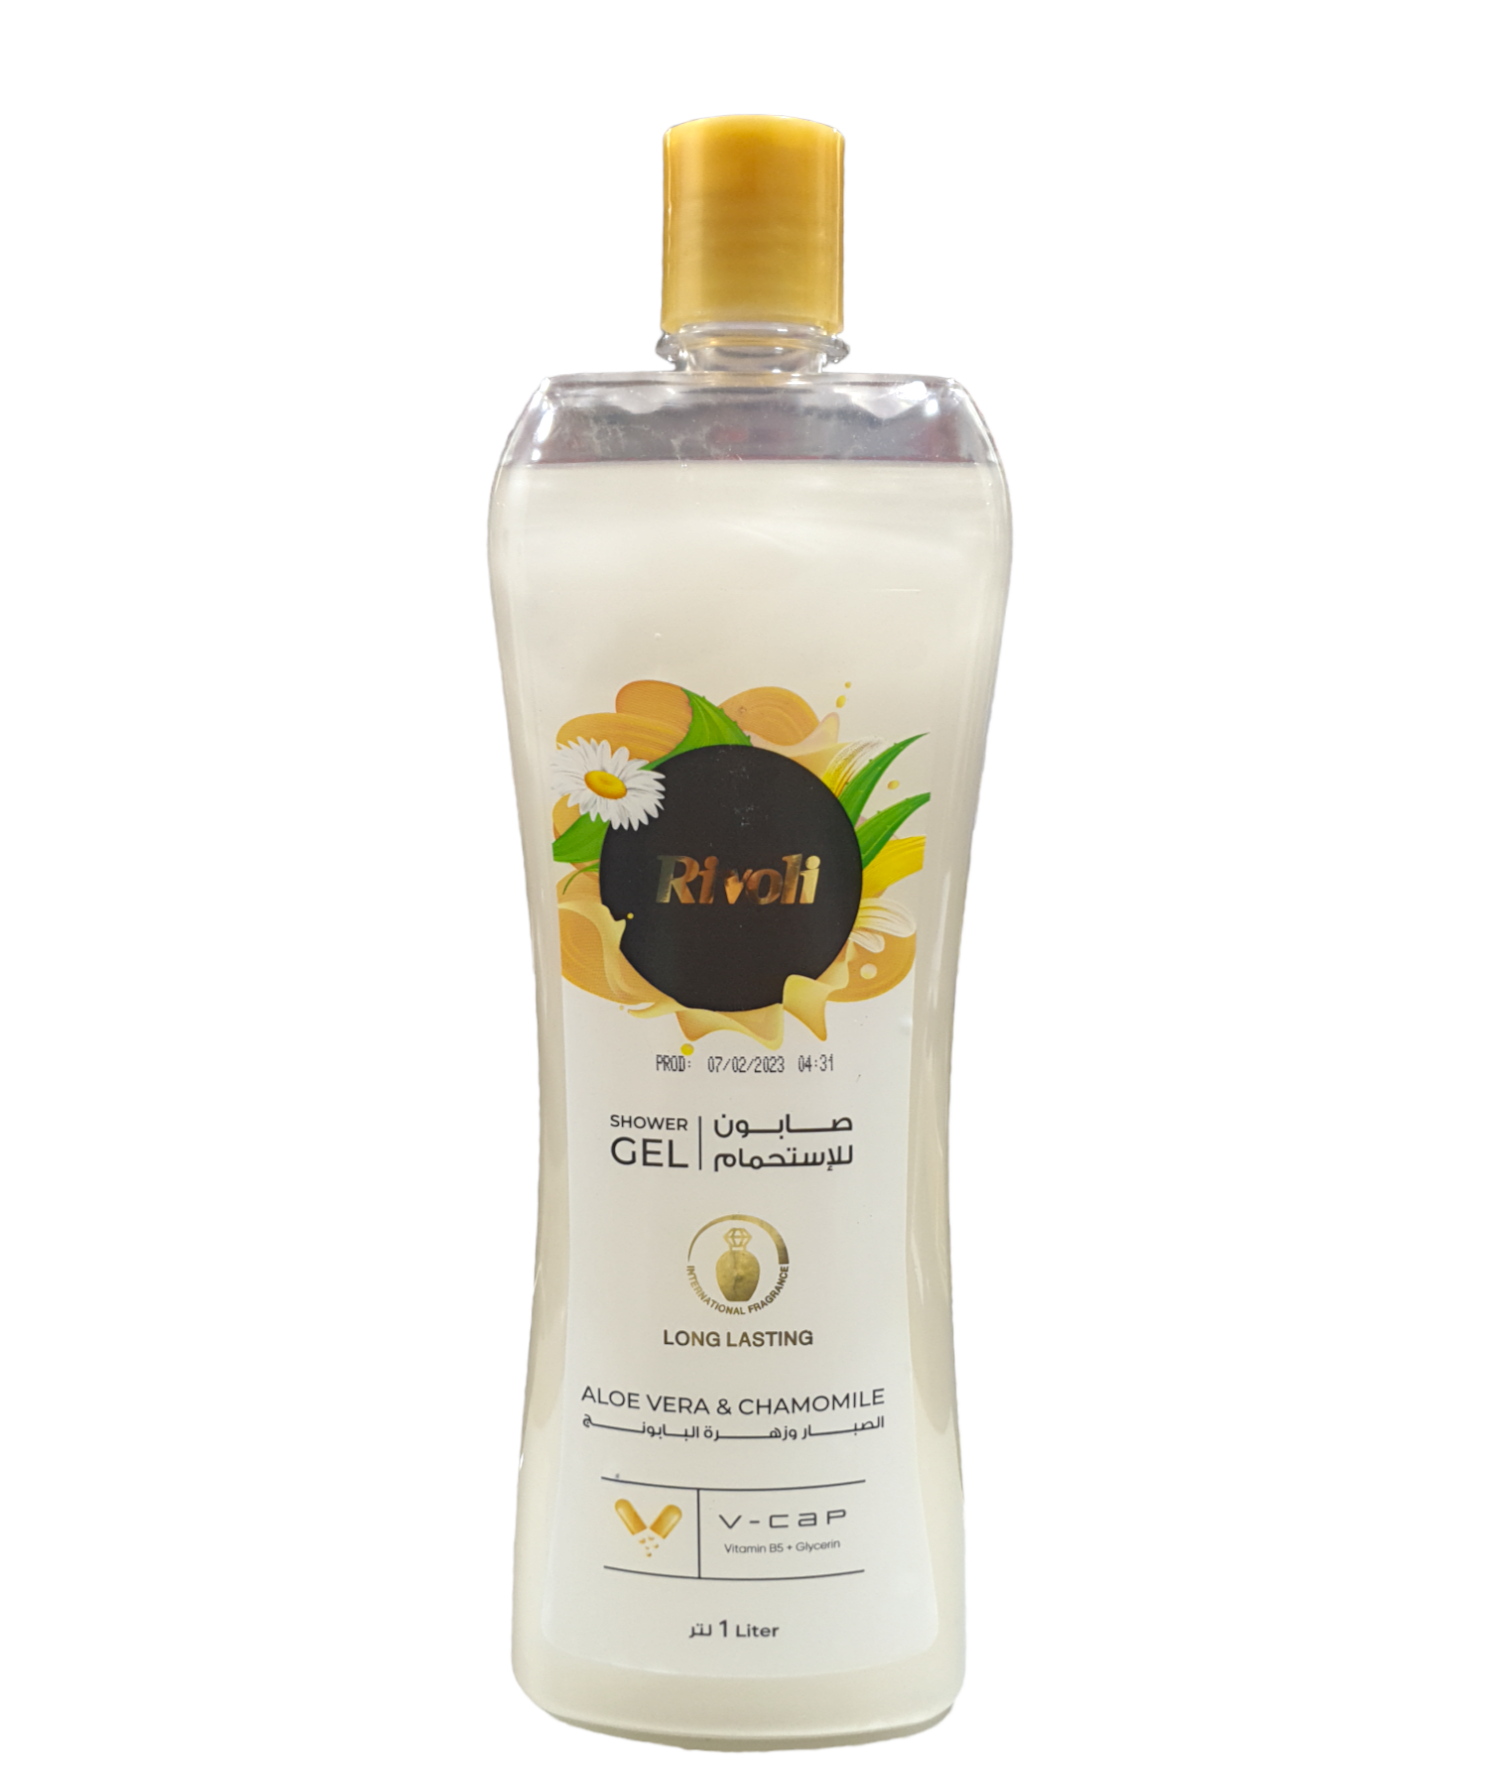 Rivoli
PROD: 07/02/2023 04:31
SHOWER
GEL
صابون
للإستحمام
INTERNATIONAL FRAGRANCE
LONG LASTING
ALOE VERA & CHAMOMILE
الصبار وزهرة البابونج
V-CAP
Vitamin B5 + Glycerin
1 Liter لتر